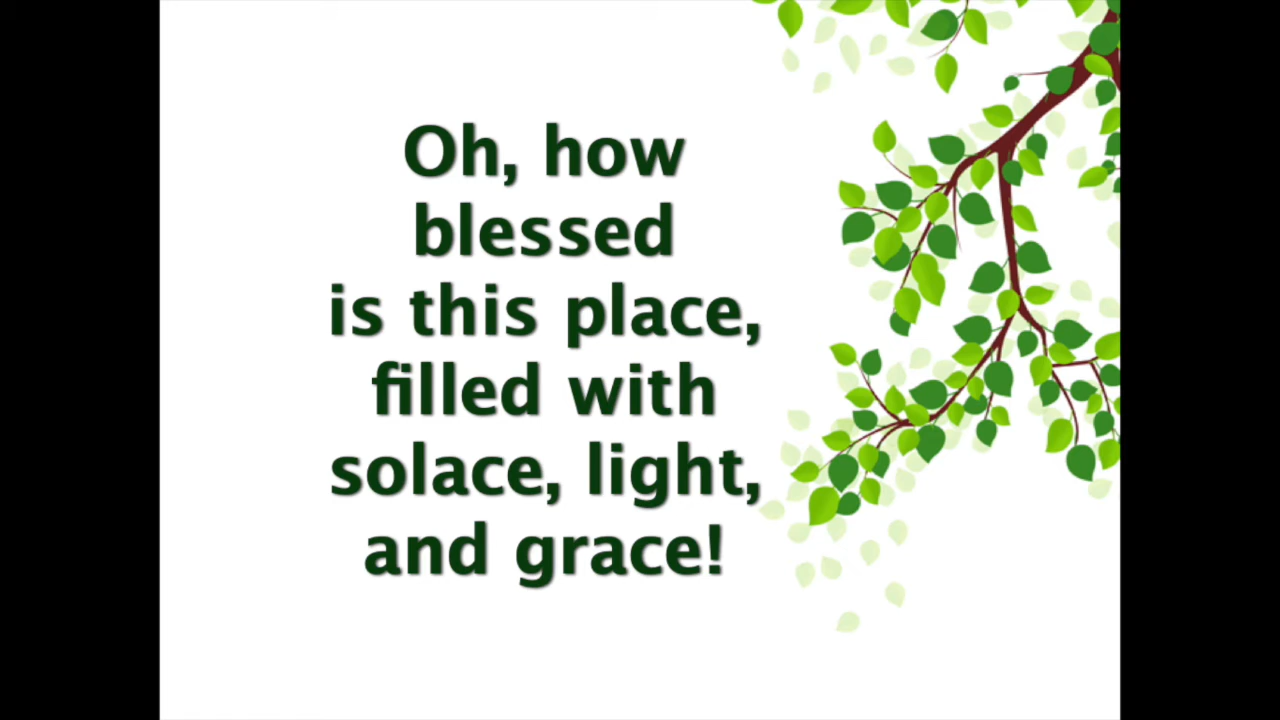 Oh, how
blessed
is this place,
filled with
solace, light,
and grace!